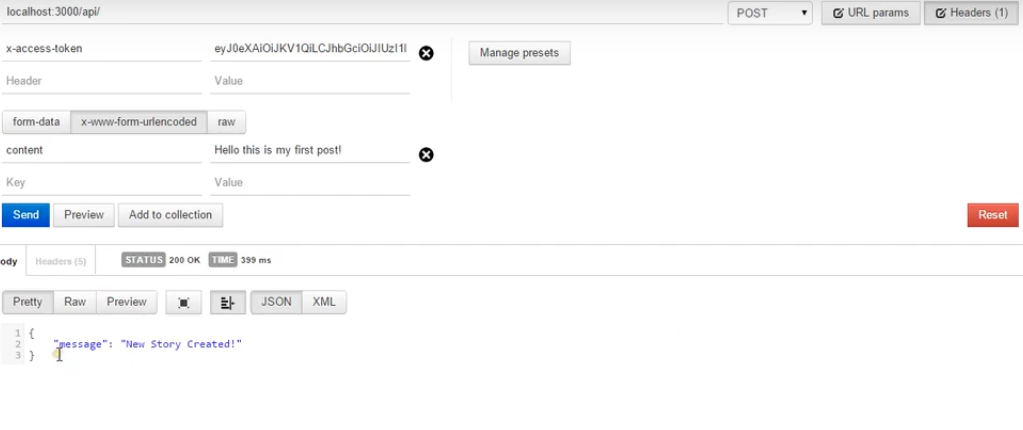 localhost:3000/api/ POST URL params Headers (1)
x-access-token eyJ0eXAiOiJKV1QiLCJhbGciOiJIUzI1I Manage presets
Header Value
form-data x-www-form-urlencoded raw
content Hello this is my first post!
Key Value
Send Preview Add to collection Reset
ody Headers (5) STATUS 200 OK TIME 399 ms
Pretty Raw Preview JSON XML
1 {
2 "message": "New Story Created!"
3 }